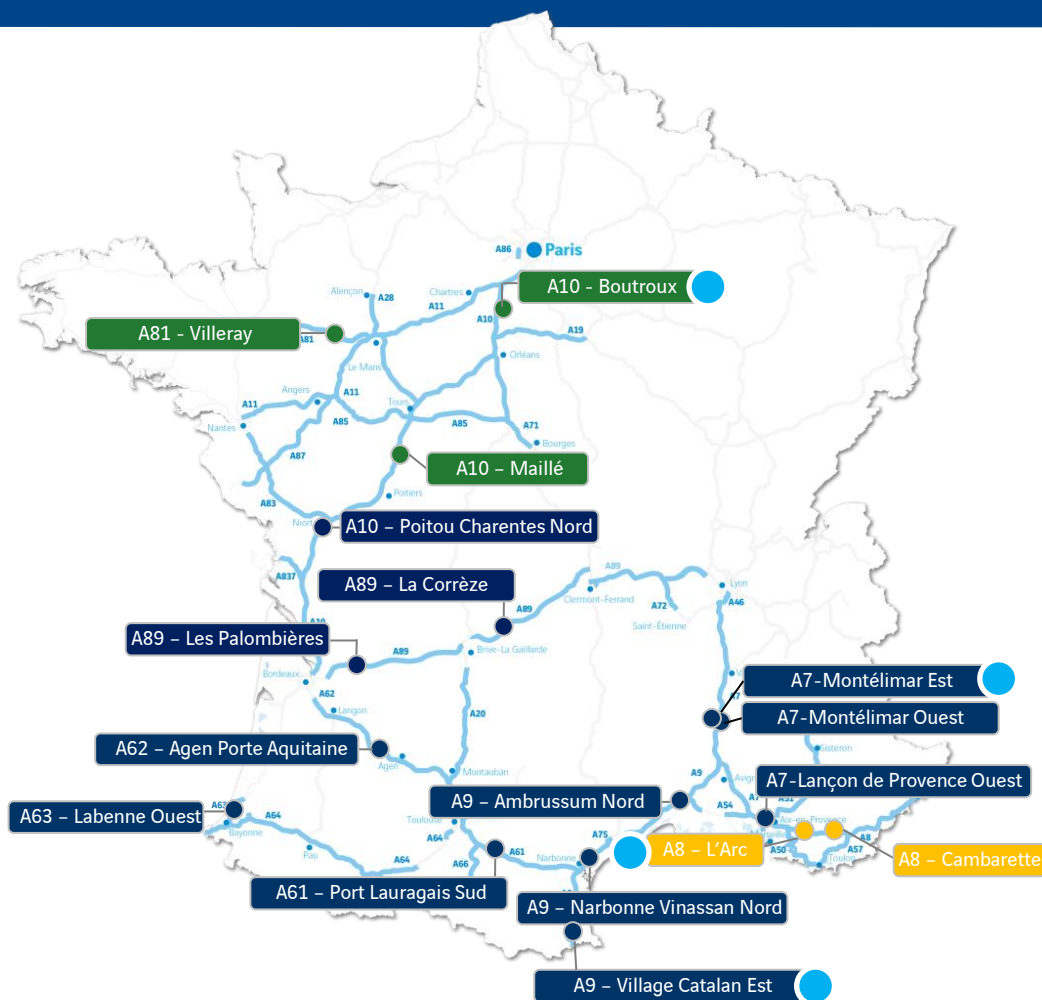 A86
Paris
A10 - Boutroux
Alençon
A28
Chartres
A11
A10
A19
A81 - Villeray
A81
Le Mans
Orléans
Angers
A11
A11
Tours
A85
A85
A71
Nantes
Bourges
A87
A10 – Maillé
Poitiers
A83
Niort
A10 – Poitou Charentes Nord
A837
A89 – La Corrèze
A89
Clermont-Ferrand
A72
Lyon
A46
Saint-Étienne
A89
A10
A89 – Les Palombières
A89
Brive-La Gaillarde
Bordeaux
A62
Langon
A20
A7-Montélimar Est
A7
A7-Montélimar Ouest
A62 – Agen Porte Aquitaine
Agen
Montauban
Sisteron
A9
A7-Lançon de Provence Ouest
A9 – Ambrussum Nord
A54
A51
A63
A63 – Labenne Ouest
A64
Bayonne
Toulouse
A64
Aix-en-Provence
Marseille
A8
A50
A57
Toulon
A75
A8 – L'Arc
A8 – Cambarette
Pau
A64
A66
A61
Narbonne
A61 – Port Lauragais Sud
A9 – Narbonne Vinassan Nord
A9 – Village Catalan Est